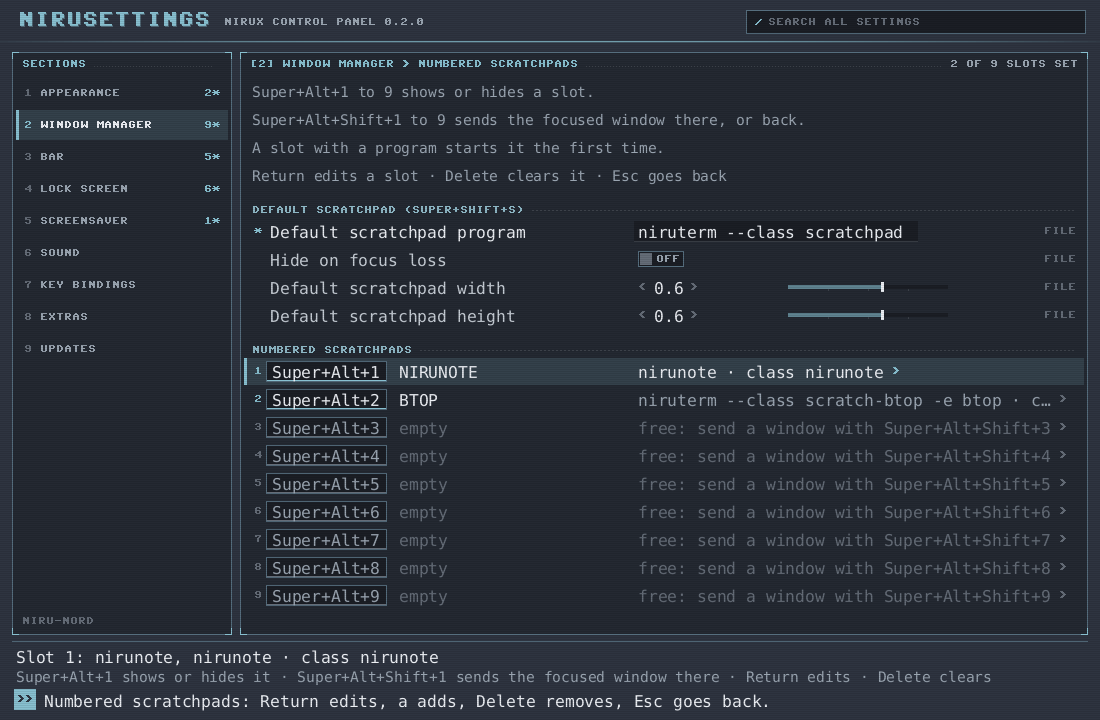 NIRUSETTINGS NIRUX CONTROL PANEL 0.2.0
/ SEARCH ALL SETTINGS
SECTIONS
1 APPEARANCE 2*
2 WINDOW MANAGER 9*
3 BAR 5*
4 LOCK SCREEN 6*
5 SCREENSAVER 1*
6 SOUND
7 KEY BINDINGS
8 EXTRAS
9 UPDATES
NIRU-NORD
[2] WINDOW MANAGER > NUMBERED SCRATCHPADS 2 OF 9 SLOTS SET
Super+Alt+1 to 9 shows or hides a slot.
Super+Alt+Shift+1 to 9 sends the focused window there, or back.
A slot with a program starts it the first time.
Return edits a slot · Delete clears it · Esc goes back
DEFAULT SCRATCHPAD (SUPER+SHIFT+S)
* Default scratchpad program niruterm --class scratchpad FILE
Hide on focus loss OFF FILE
Default scratchpad width < 0.6 > FILE
Default scratchpad height < 0.6 > FILE
NUMBERED SCRATCHPADS
1 Super+Alt+1 NIRUNOTE nirunote · class nirunote >
2 Super+Alt+2 BTOP niruterm --class scratch-btop -e btop · c… >
3 Super+Alt+3 empty free: send a window with Super+Alt+Shift+3 >
4 Super+Alt+4 empty free: send a window with Super+Alt+Shift+4 >
5 Super+Alt+5 empty free: send a window with Super+Alt+Shift+5 >
6 Super+Alt+6 empty free: send a window with Super+Alt+Shift+6 >
7 Super+Alt+7 empty free: send a window with Super+Alt+Shift+7 >
8 Super+Alt+8 empty free: send a window with Super+Alt+Shift+8 >
9 Super+Alt+9 empty free: send a window with Super+Alt+Shift+9 >
Slot 1: nirunote, nirunote · class nirunote
Super+Alt+1 shows or hides it · Super+Alt+Shift+1 sends the focused window there · Return edits · Delete clears
>> Numbered scratchpads: Return edits, a adds, Delete removes, Esc goes back.